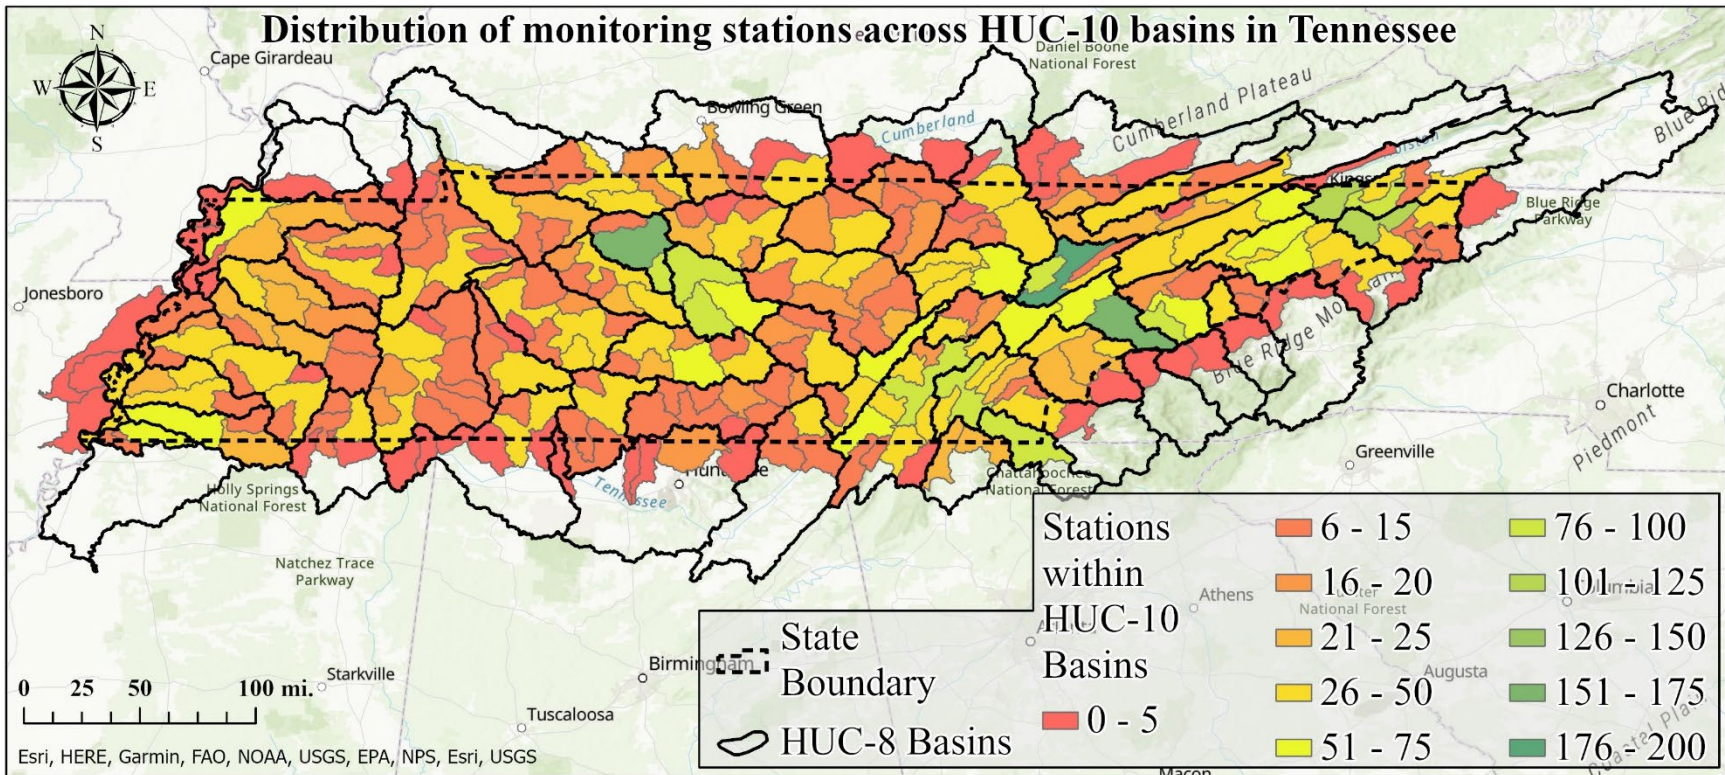 Distribution of monitoring stations across HUC-10 basins in Tennessee
N
W
E
S
Cape Girardeau
Daniel Boone
National Forest
Cumberland Plateau
Bowling Green
Cumberland
Blue Rid
Kings
Blue Ridge
Parkway
Jonesboro
Blue Ridge Mo
Charlotte
Piedmont
Greenville
Chattahoochee
National Forest
Holly Springs
National Forest
Tennessee
Natchez Trace
Parkway
Athens
National Forest
Birmingham
Augusta
Starkville
Tuscaloosa
Coastal Pla
Macon
Stations
within
HUC-10
Basins
0 - 5
6 - 15
16 - 20
21 - 25
26 - 50
51 - 75
76 - 100
101 - 125
126 - 150
151 - 175
176 - 200
State
Boundary
HUC-8 Basins
0 25 50 100 mi.
Esri, HERE, Garmin, FAO, NOAA, USGS, EPA, NPS, Esri, USGS